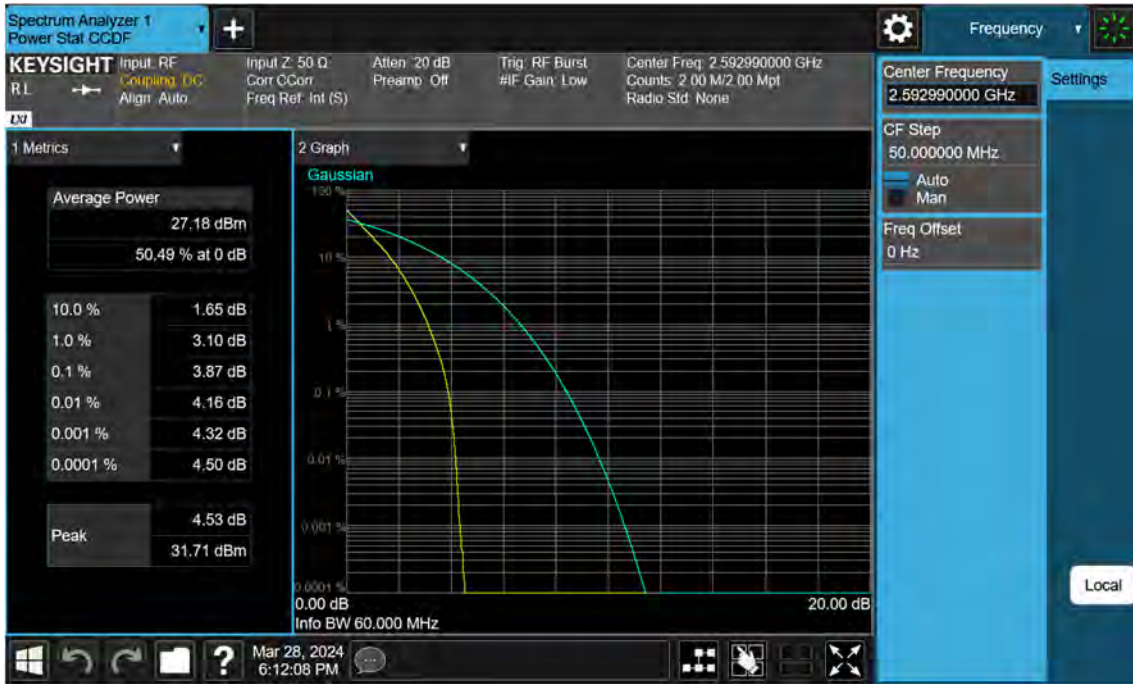 Spectrum Analyzer 1
Power Stat CCDF
+
Frequency
KEYSIGHT
RL
LXI
Input: RF
Coupling: DC
Align: Auto
Input Z: 50 Ω
Corr CCorr
Freq Ref: Int (S)
Atten: 20 dB
Preamp: Off
Trig: RF Burst
#IF Gain: Low
Center Freq: 2.592990000 GHz
Counts: 2.00 M/2.00 Mpt
Radio Std: None
Center Frequency
2.592990000 GHz
Settings
CF Step
50.000000 MHz
Auto
Man
Freq Offset
0 Hz
Local
1 Metrics
Average Power
27.18 dBm
50.49 % at 0 dB
10.0 % 1.65 dB
1.0 % 3.10 dB
0.1 % 3.87 dB
0.01 % 4.16 dB
0.001 % 4.32 dB
0.0001 % 4.50 dB
Peak
4.53 dB
31.71 dBm
2 Graph
Gaussian
100 %
10 %
1 %
0.1 %
0.01 %
0.001 %
0.0001 %
0.00 dB 20.00 dB
Info BW 60.000 MHz
?
Mar 28, 2024
6:12:08 PM